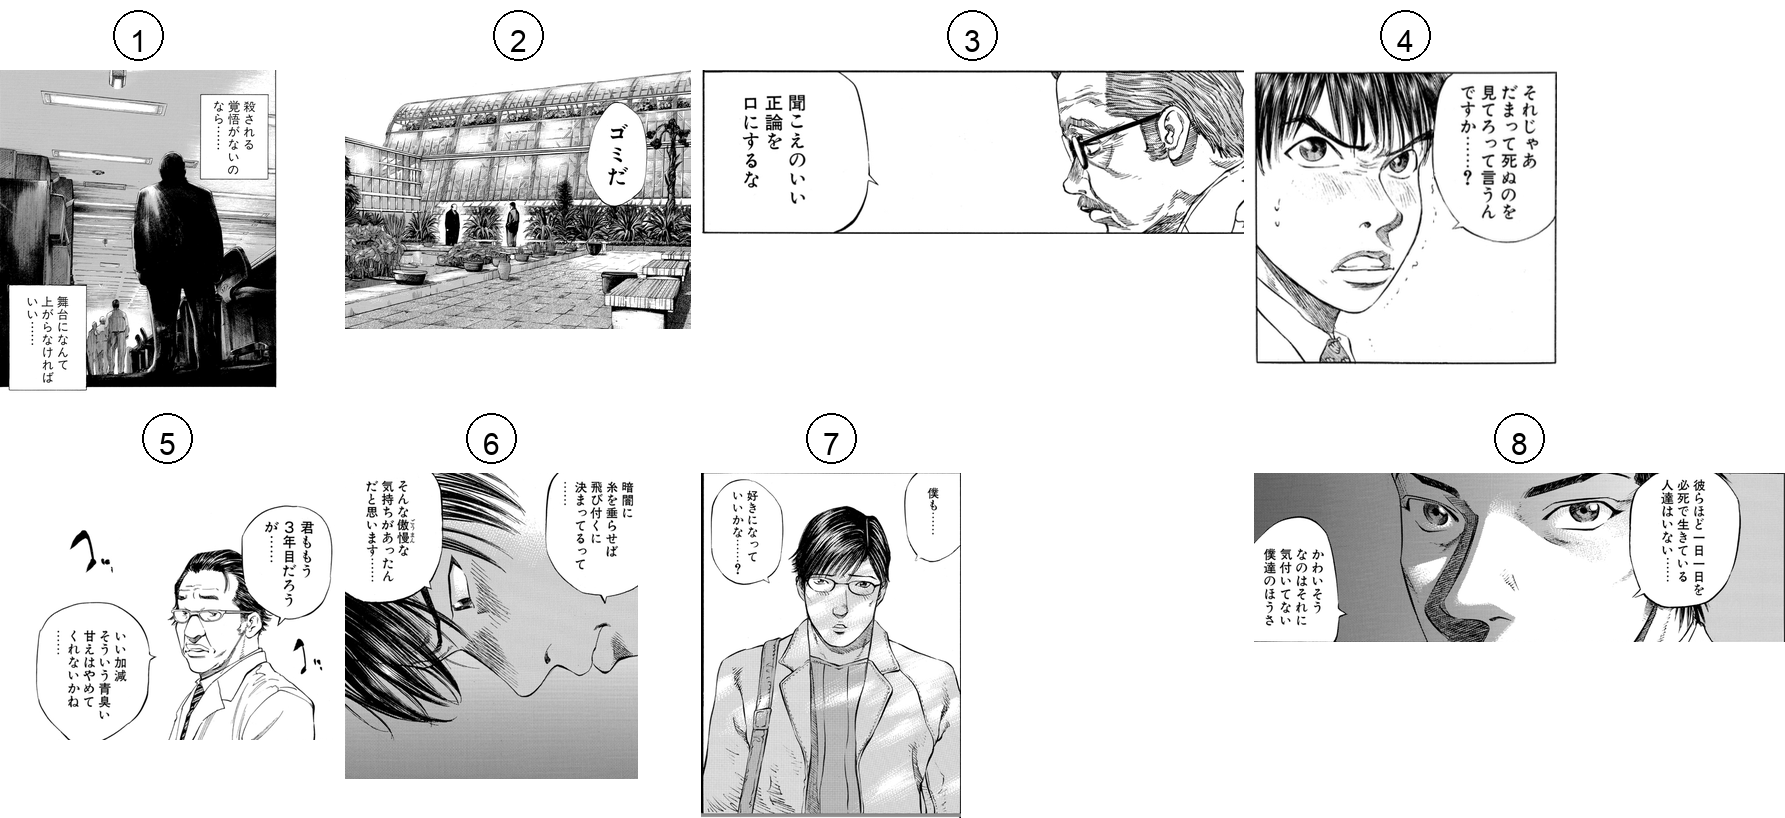 1
殺される
覚悟がないの
なら……
舞台になんて
上がらなければ
いい……
2
ゴミだ
3
聞こえのいい
正論を
口にするな
4
それじゃあ
だまって死ぬのを
見てろって言うん
ですか……?
5
君ももう
3年目だろう
が……
いい加減
そういう青臭い
甘えはやめて
くれないかね
……
6
暗闇に
糸を垂らせば
飛び付くに
決まってるって
……
そんな傲慢な
ごうまん
気持ちがあったん
だと思います……
7
僕も……
好きになって
いいかな……?
8
彼らほど一日一日を
必死で生きている
人達はいない……
かわいそう
なのはそれに
気付いてない
僕達のほうさ